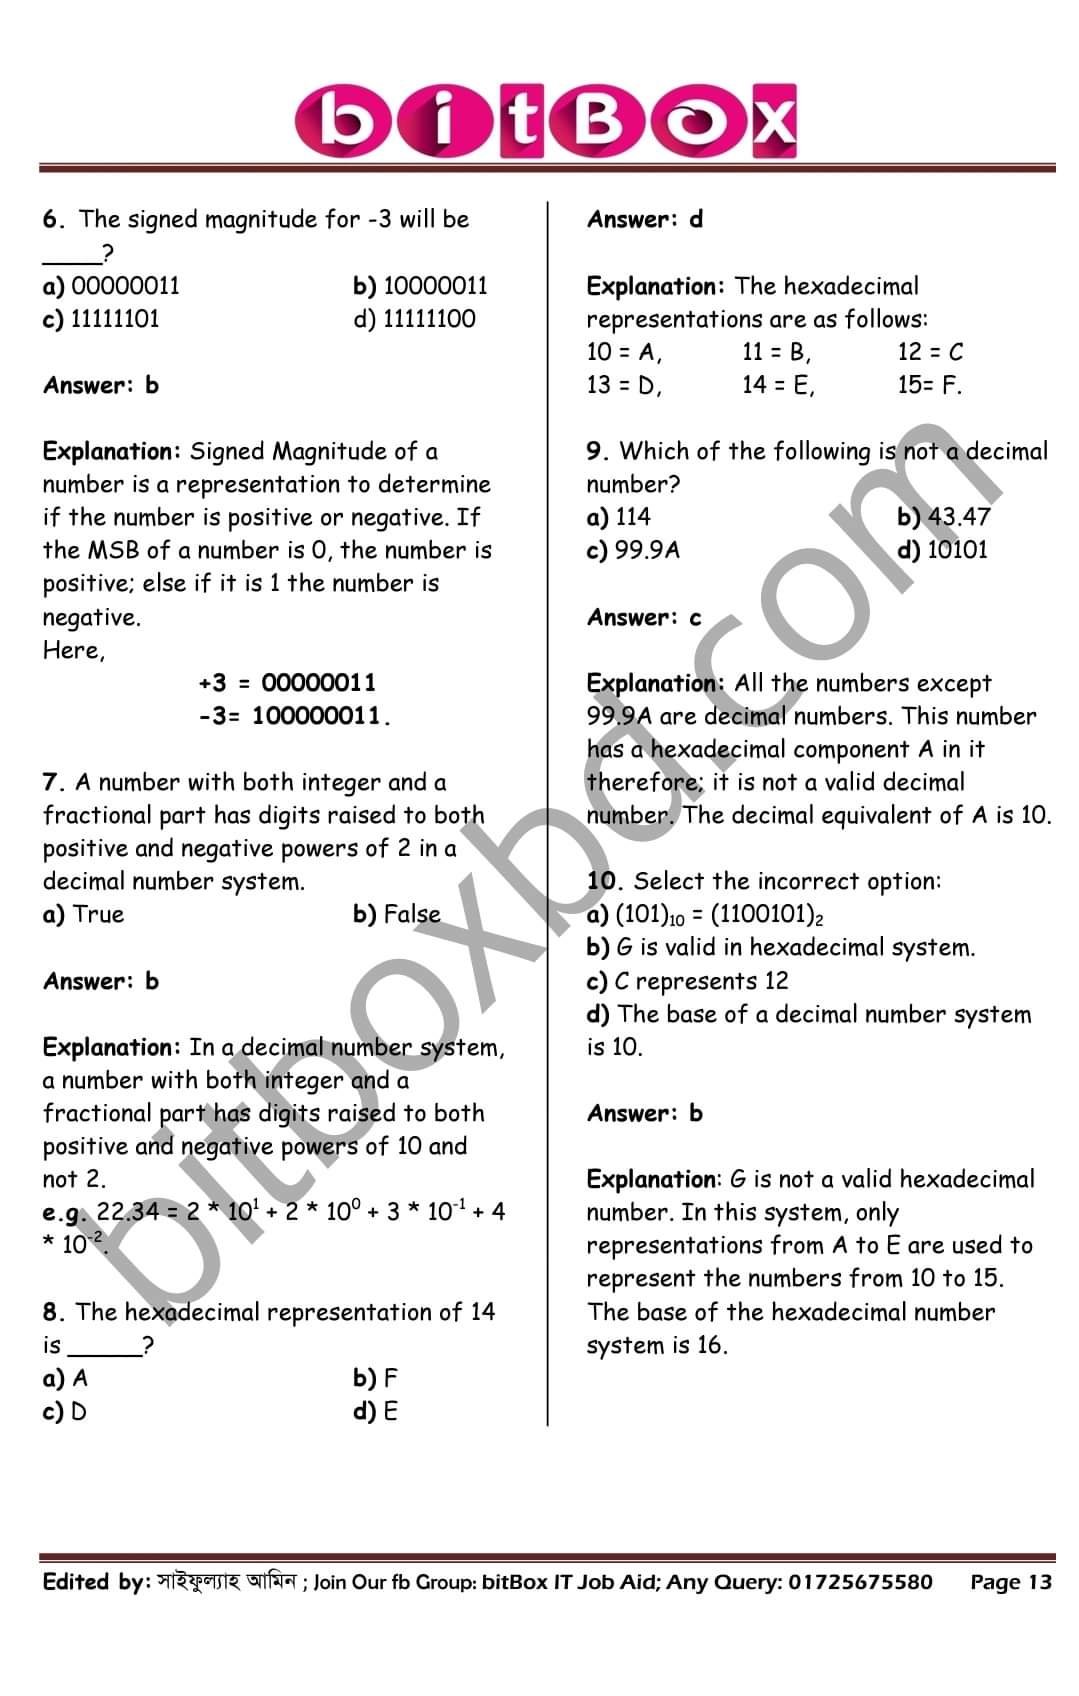 bitBox
6. The signed magnitude for -3 will be
_____?
a) 00000011 b) 10000011
c) 11111101 d) 11111100
Answer: b
Explanation: Signed Magnitude of a
number is a representation to determine
if the number is positive or negative. If
the MSB of a number is 0, the number is
positive; else if it is 1 the number is
negative.
Here,
+3 = 00000011
-3= 100000011.
7. A number with both integer and a
fractional part has digits raised to both
positive and negative powers of 2 in a
decimal number system.
a) True b) False
Answer: b
Explanation: In a decimal number system,
a number with both integer and a
fractional part has digits raised to both
positive and negative powers of 10 and
not 2.
e.g. 22.34 = 2 * 10¹ + 2 * 10⁰ + 3 * 10⁻¹ + 4
* 10⁻².
8. The hexadecimal representation of 14
is ______?
a) A b) F
c) D d) E
Answer: d
Explanation: The hexadecimal
representations are as follows:
10 = A, 11 = B, 12 = C
13 = D, 14 = E, 15= F.
9. Which of the following is not a decimal
number?
a) 114 b) 43.47
c) 99.9A d) 10101
Answer: c
Explanation: All the numbers except
99.9A are decimal numbers. This number
has a hexadecimal component A in it
therefore; it is not a valid decimal
number. The decimal equivalent of A is 10.
10. Select the incorrect option:
a) (101)₁₀ = (1100101)₂
b) G is valid in hexadecimal system.
c) C represents 12
d) The base of a decimal number system
is 10.
Answer: b
Explanation: G is not a valid hexadecimal
number. In this system, only
representations from A to E are used to
represent the numbers from 10 to 15.
The base of the hexadecimal number
system is 16.
bitboxbd.com
Edited by: সাইফুল্যাহ আমিন ; Join Our fb Group: bitBox IT Job Aid; Any Query: 01725675580 Page 13